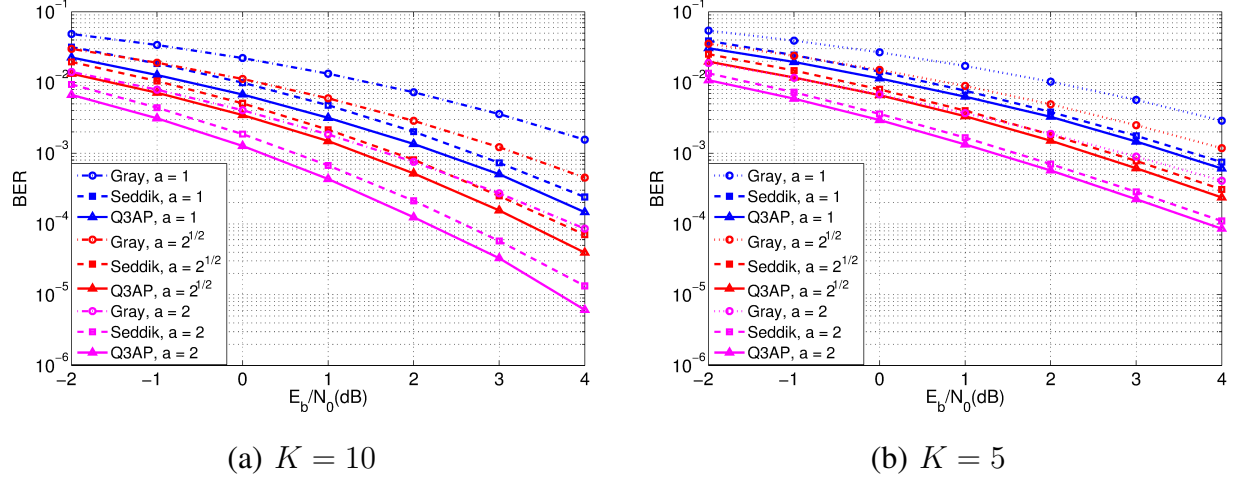 10^{-1}
10^{-2}
10^{-3}
10^{-4}
10^{-5}
10^{-6}
BER
Gray, a = 1
Seddik, a = 1
Q3AP, a = 1
Gray, a = 2^{1/2}
Seddik, a = 2^{1/2}
Q3AP, a = 2^{1/2}
Gray, a = 2
Seddik, a = 2
Q3AP, a = 2
−2 −1 0 1 2 3 4
E_b/N_0(dB)
(a) K = 10
10^{-1}
10^{-2}
10^{-3}
10^{-4}
10^{-5}
10^{-6}
BER
Gray, a = 1
Seddik, a = 1
Q3AP, a = 1
Gray, a = 2^{1/2}
Seddik, a = 2^{1/2}
Q3AP, a = 2^{1/2}
Gray, a = 2
Seddik, a = 2
Q3AP, a = 2
−2 −1 0 1 2 3 4
E_b/N_0(dB)
(b) K = 5